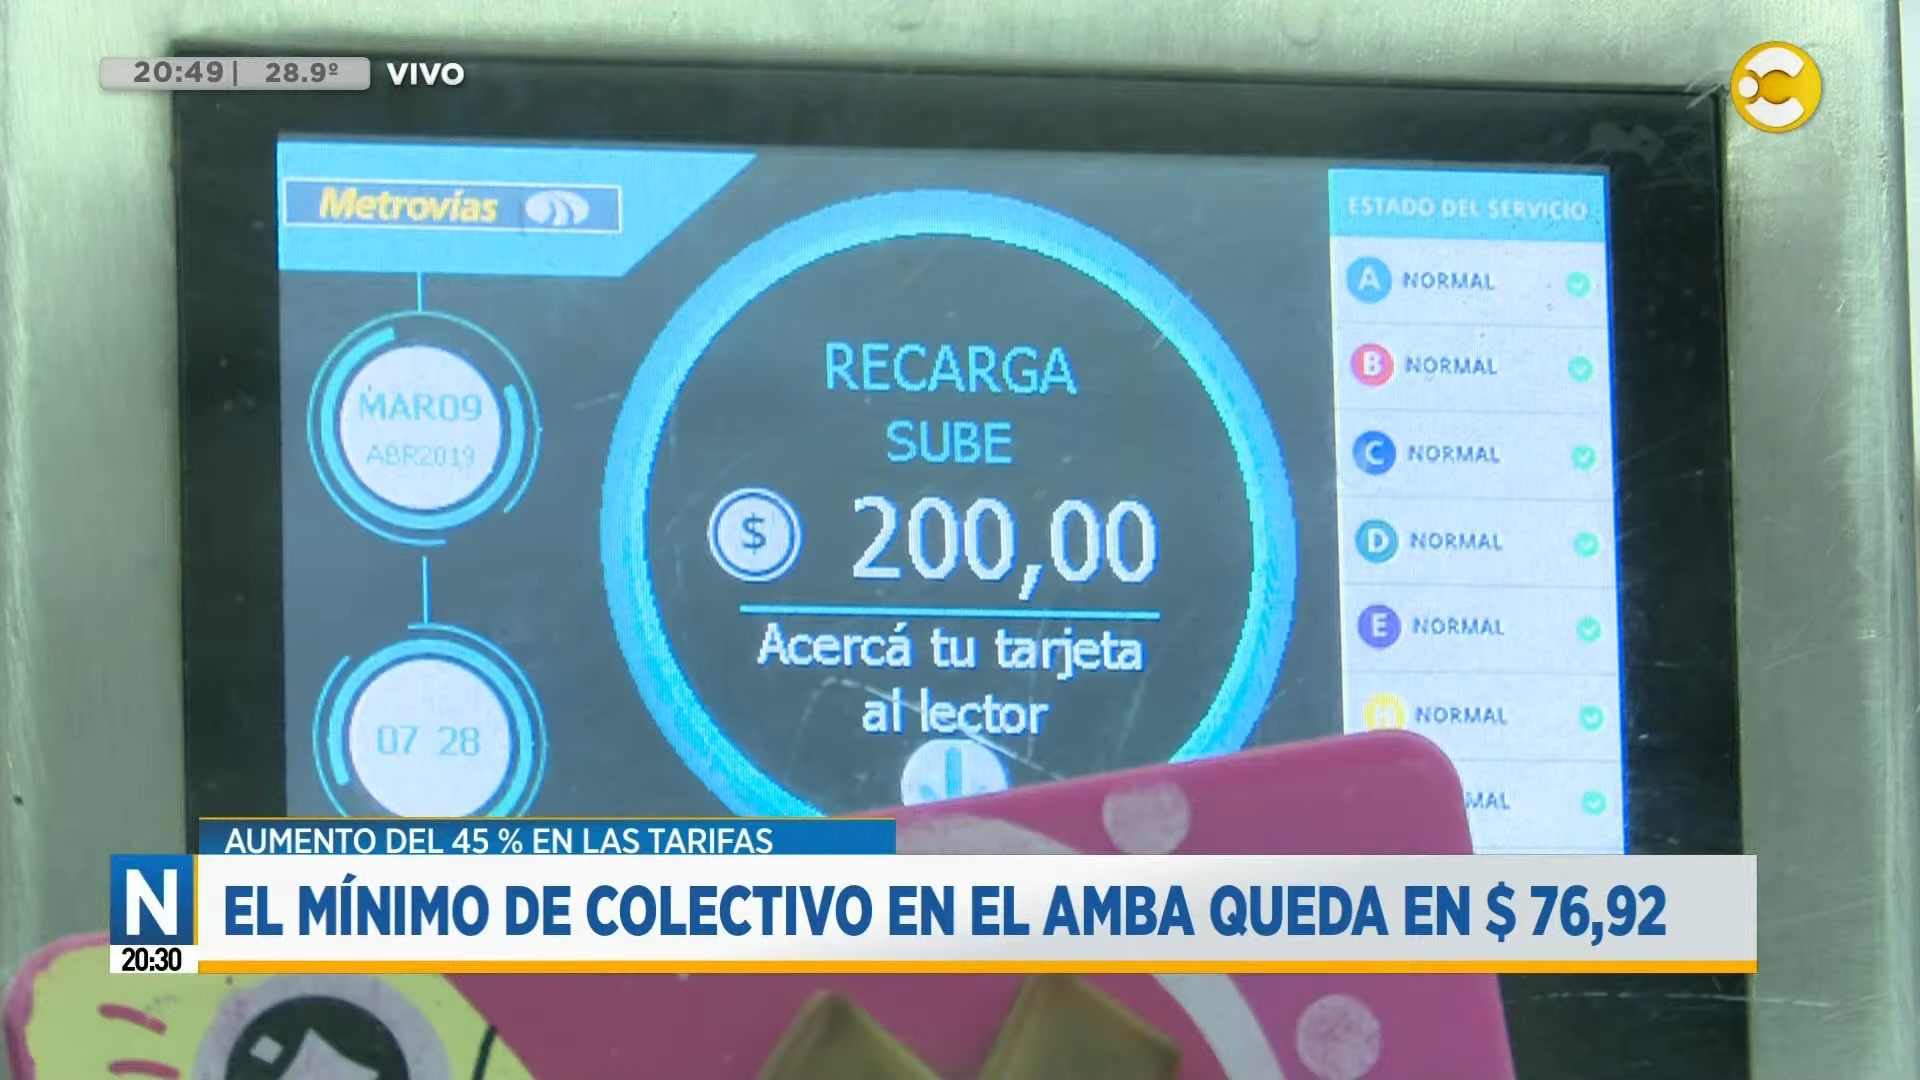 20:49| 28.9º VIVO
Metrovías
MAR09
ABR2019
07 28
RECARGA
SUBE
$ 200,00
Acercá tu tarjeta
al lector
ESTADO DEL SERVICIO
A NORMAL
B NORMAL
C NORMAL
D NORMAL
E NORMAL
H NORMAL
MAL
AUMENTO DEL 45 % EN LAS TARIFAS
N
20:30
EL MÍNIMO DE COLECTIVO EN EL AMBA QUEDA EN $ 76,92